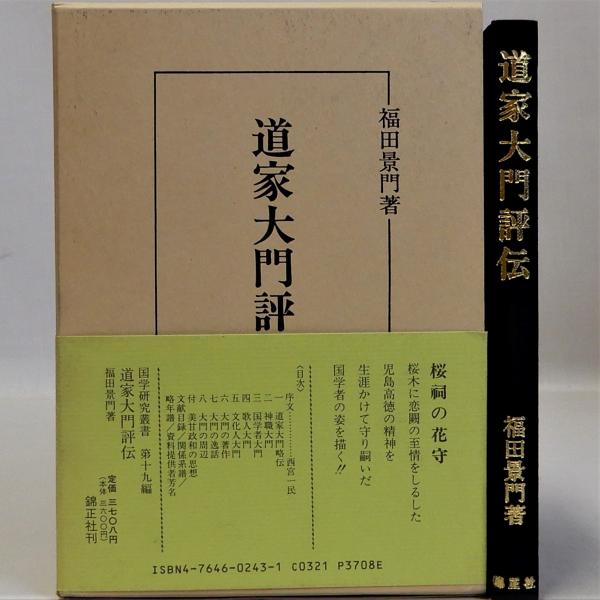 福田景門著
道家大門評
桜祠の花守
桜木に恋闕の至情をしるした
児島高徳の精神を
生涯かけて守り嗣いだ
国学者の姿を描く!!
〈目次〉
序文………………西宮一民
一 道家大門略伝
二 神職大門
三 国学者大門
四 歌人大門
五 文化人大門
六 大門の著作
七 大門の逸話
八 大門の周辺
付 美甘政和の思想
文献目録/関係系譜
略年譜/資料提供者芳名
国学研究叢書 第十九編
道家大門評伝
福田景門著
定価 三七〇八円
(本体 三六〇〇円)
錦正社刊
ISBN4-7646-0243-1 C0321 P3708E
道家大門評伝
福田景門著
錦正社